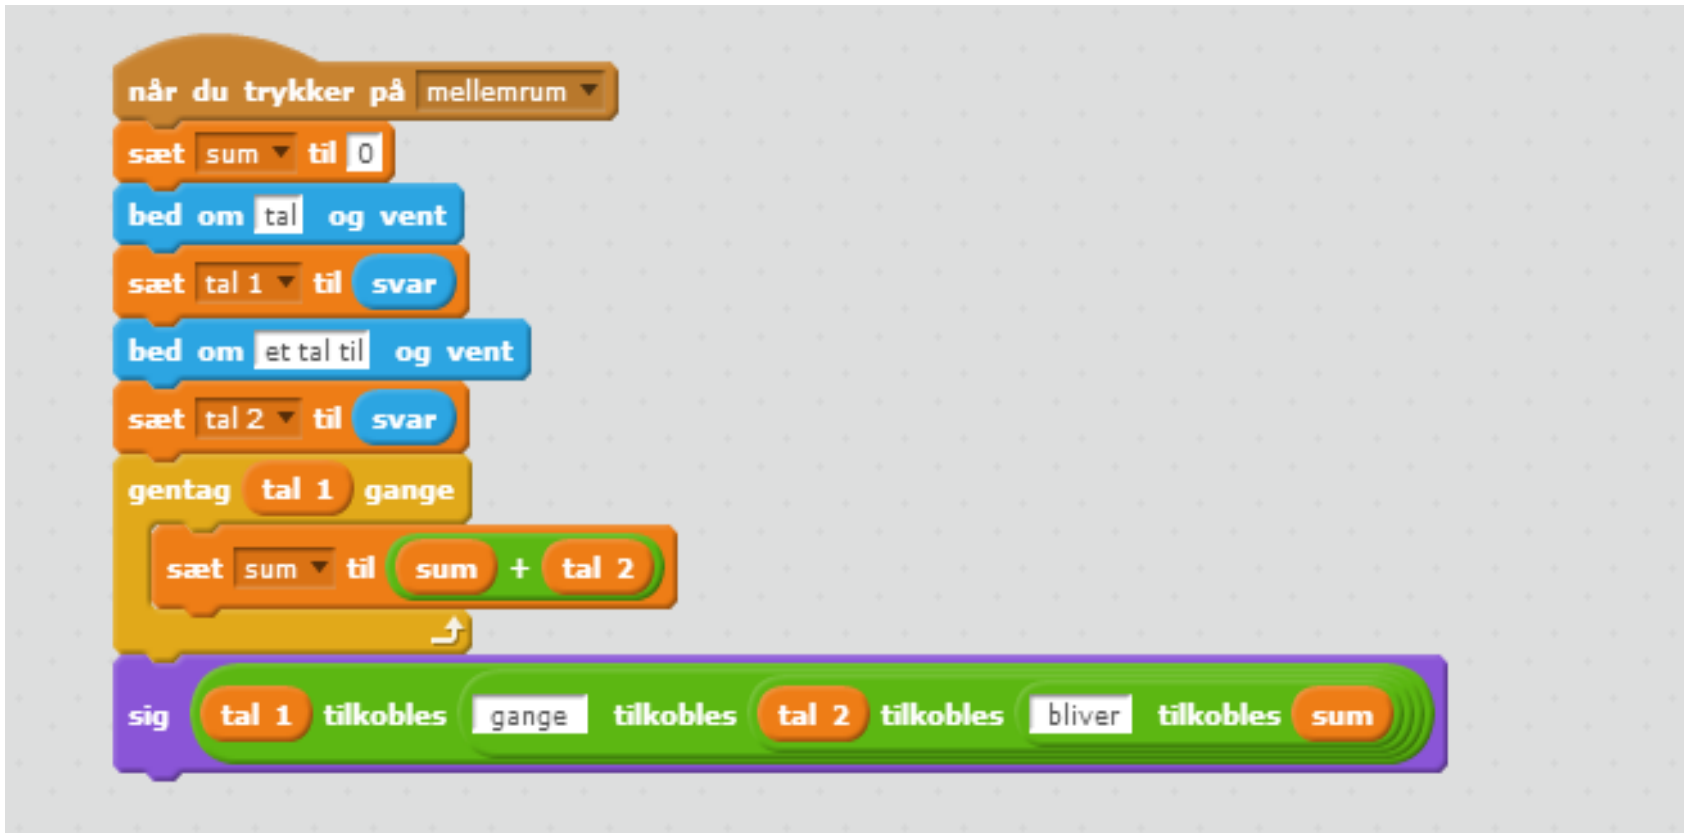 når du trykker på mellemrum
sæt sum til 0
bed om tal og vent
sæt tal 1 til svar
bed om et tal til og vent
sæt tal 2 til svar
gentag tal 1 gange
sæt sum til sum + tal 2
sig tal 1 tilkobles gange tilkobles tal 2 tilkobles bliver tilkobles sum